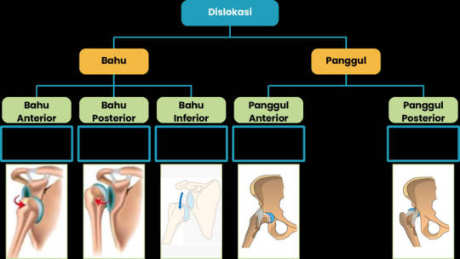 Dislokasi
Bahu
Panggul
Bahu
Anterior
Bahu
Posterior
Bahu
Inferior
Panggul
Anterior
Panggul
Posterior